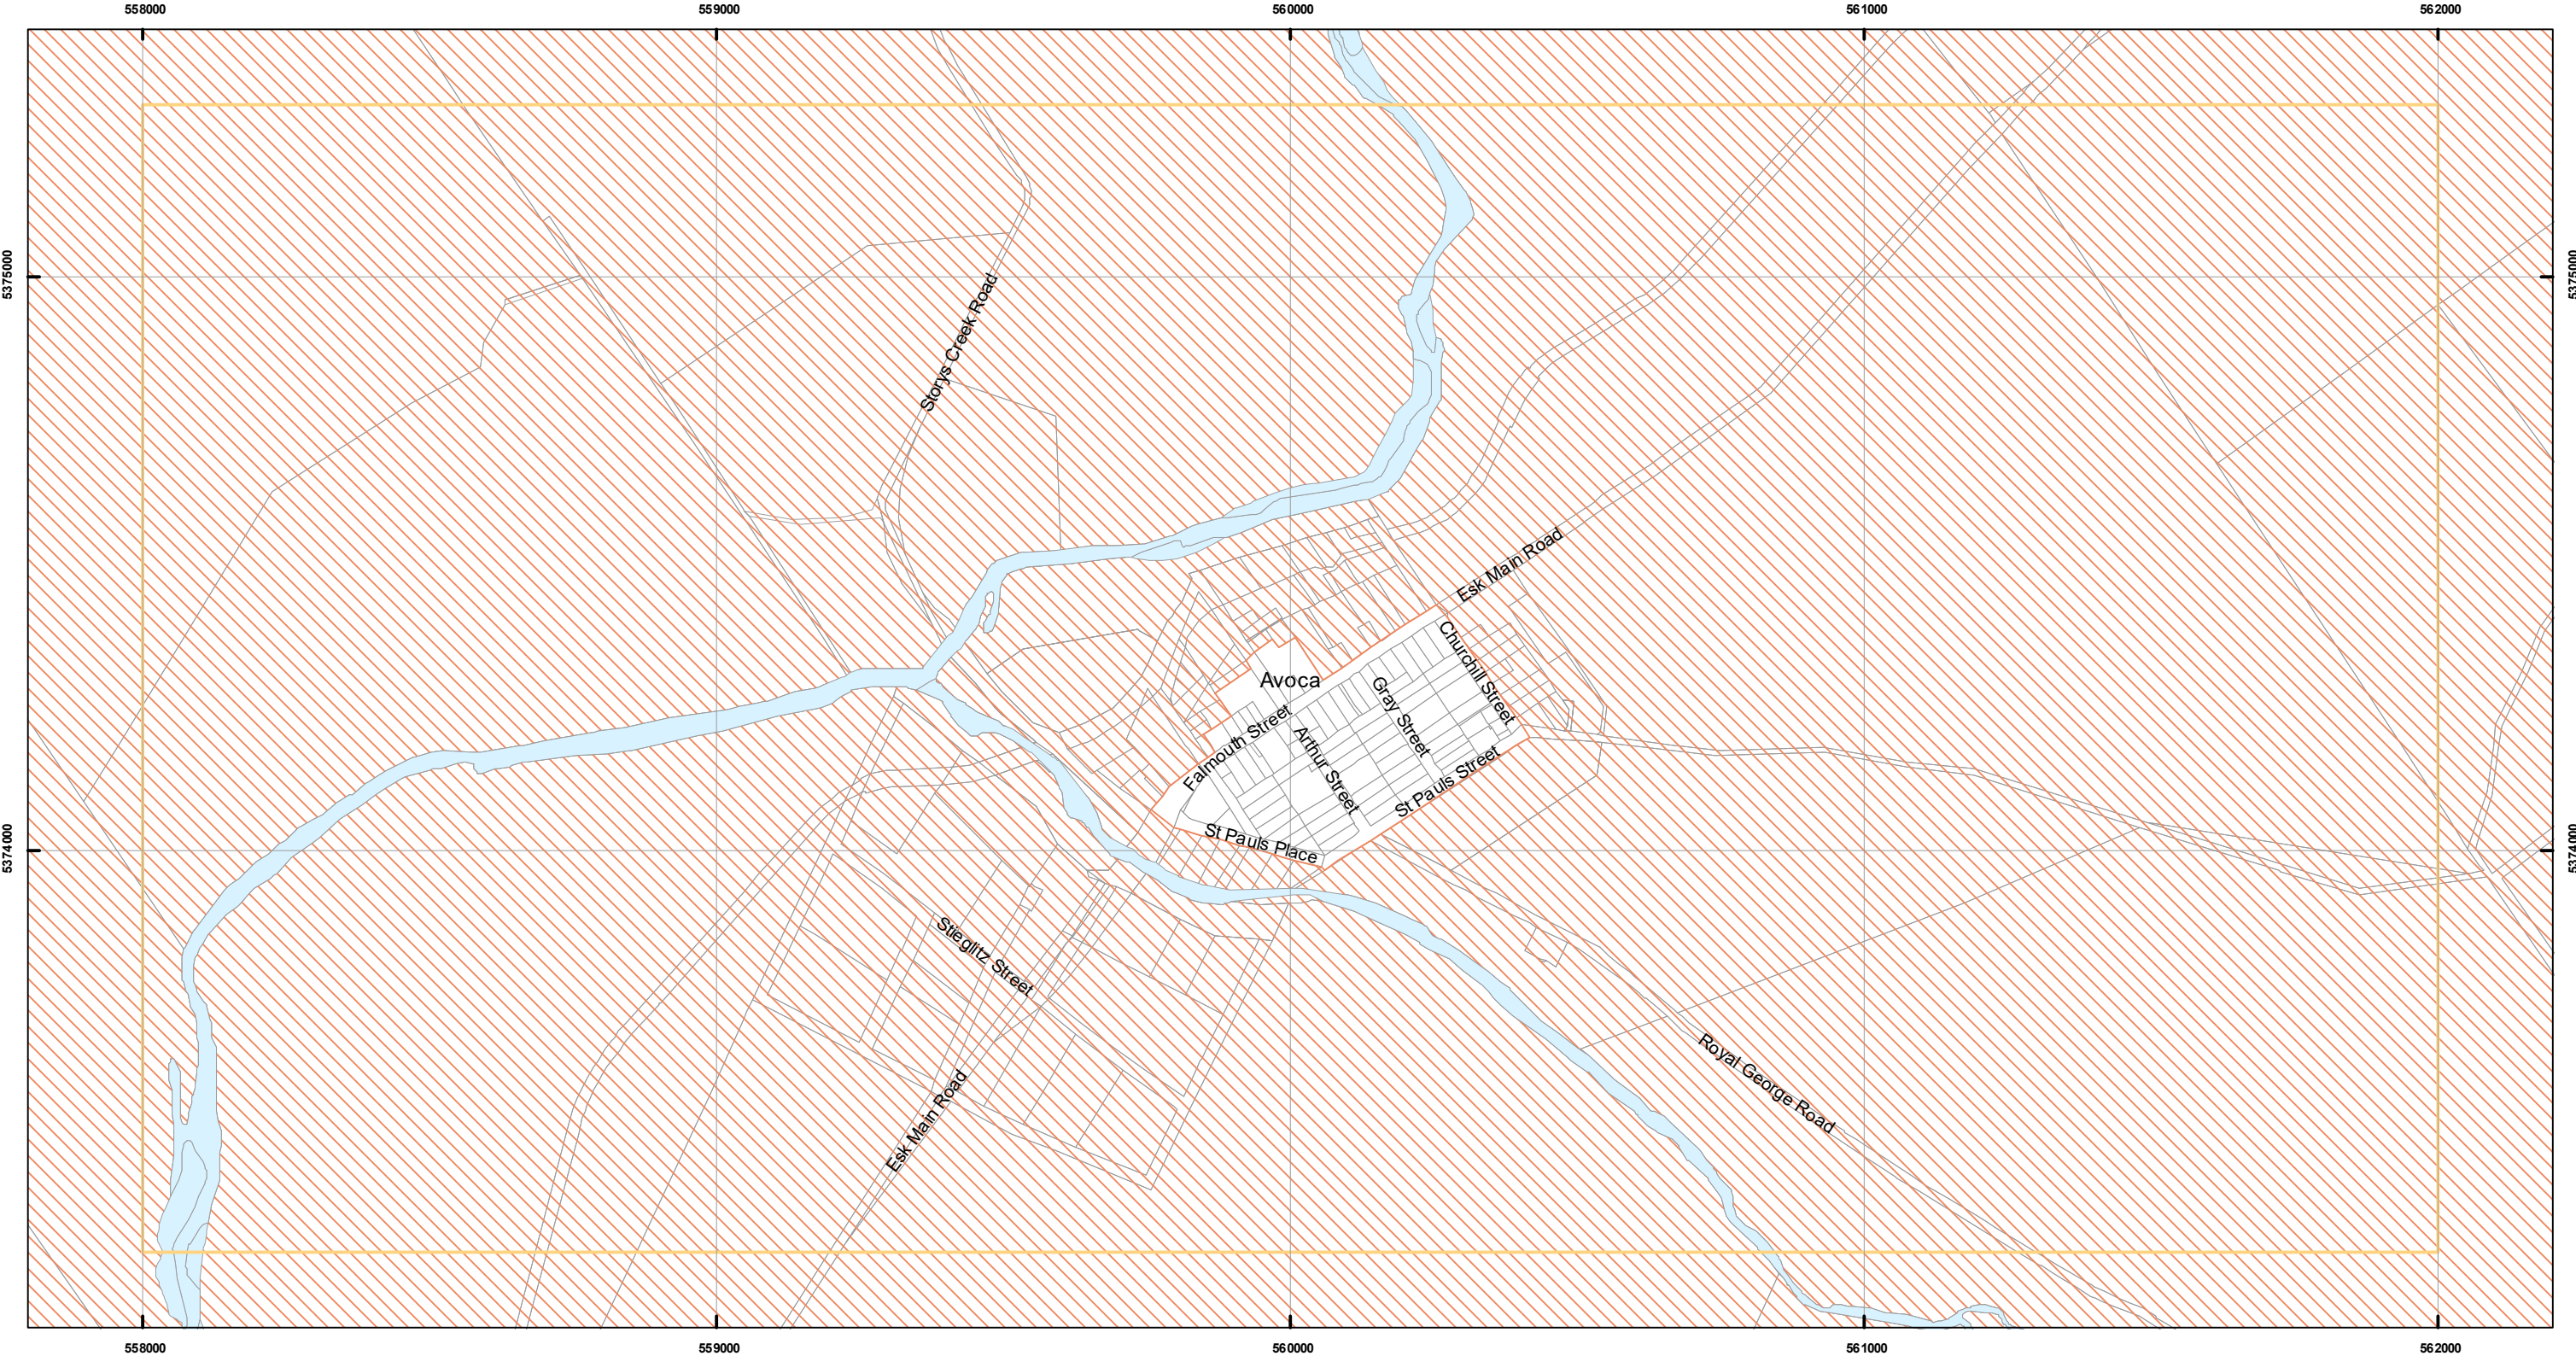 558000
559000
560000
561000
562000
5375000
5375000
Storys Creek Road
Esk Main Road
Churchill Street
Avoca
Gray Street
Falmouth Street
Arthur Street
St Pauls Street
St Pauls Place
5374000
5374000
Stieglitz Street
Royal George Road
Esk Main Road
558000
559000
560000
561000
562000